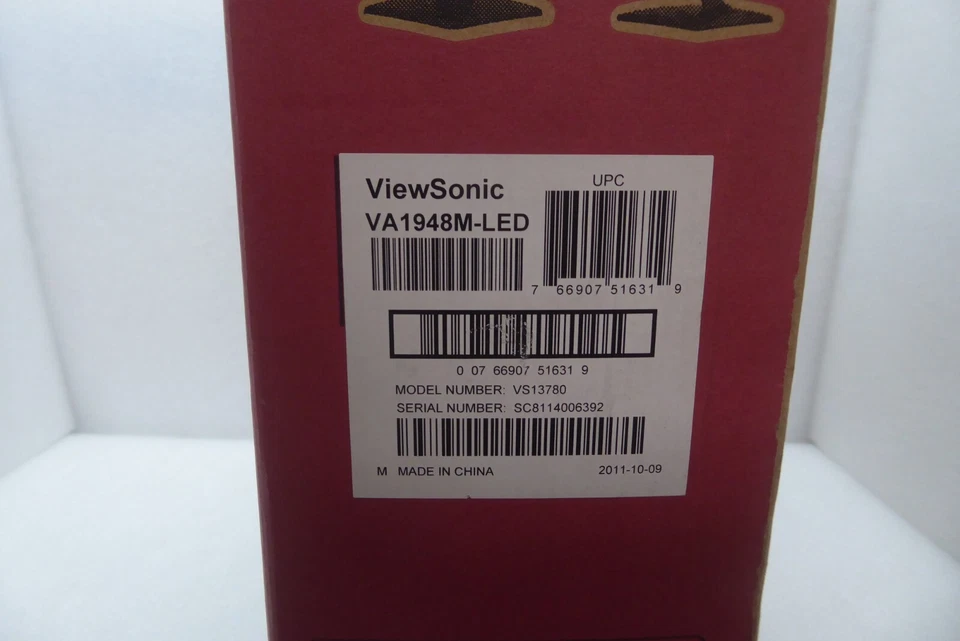 ViewSonic
VA1948M-LED
UPC
7 66907 51631 9
0 07 66907 51631 9
MODEL NUMBER: VS13780
SERIAL NUMBER: SC8114006392
M MADE IN CHINA 2011-10-09